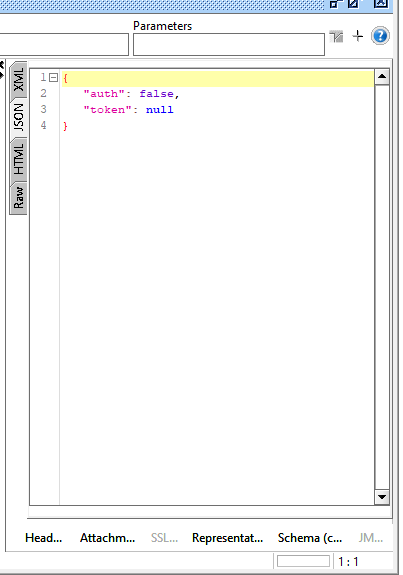 Parameters
XML
JSON
HTML
Raw
1 {
2 "auth": false,
3 "token": null
4 }
Head... Attachm... SSL... Representat... Schema (c... JM...
1 : 1